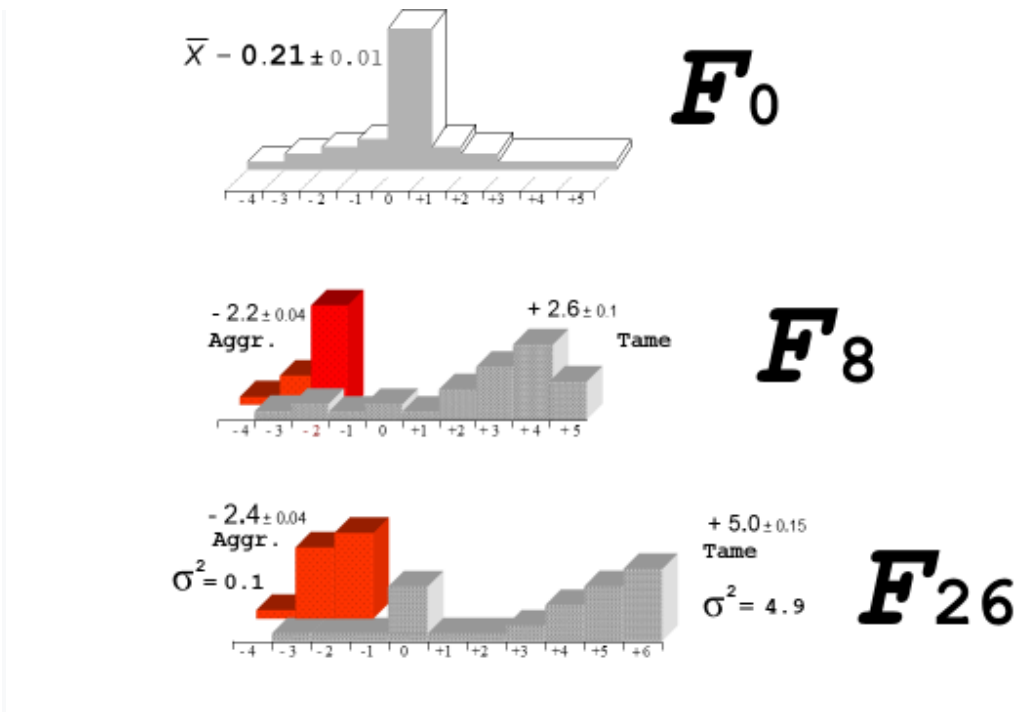 X̅ – 0.21 ± 0.01
F0
-4 -3 -2 -1 0 +1 +2 +3 +4 +5
- 2.2 ± 0.04
Aggr.
+ 2.6 ± 0.1
Tame
F8
-4 -3 -2 -1 0 +1 +2 +3 +4 +5
- 2.4 ± 0.04
Aggr.
σ² = 0.1
+ 5.0 ± 0.15
Tame
σ² = 4.9
F26
-4 -3 -2 -1 0 +1 +2 +3 +4 +5 +6